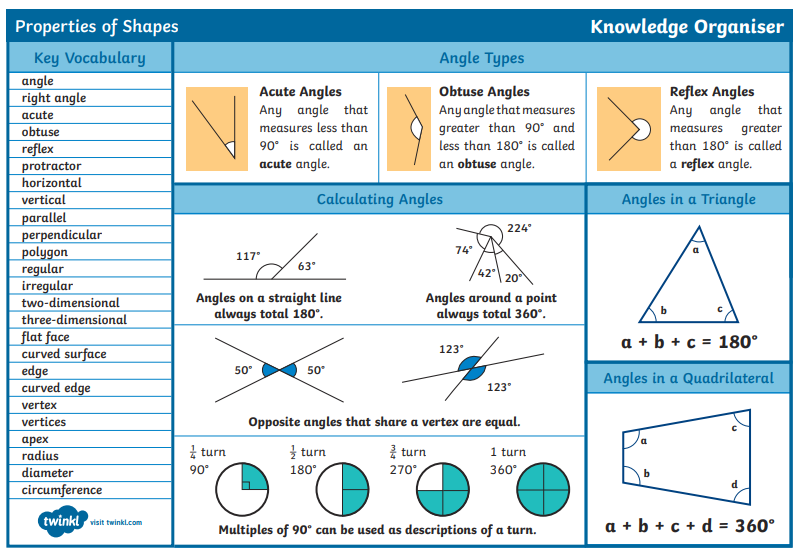 Properties of Shapes
Knowledge Organiser
Key Vocabulary
angle
right angle
acute
obtuse
reflex
protractor
horizontal
vertical
parallel
perpendicular
polygon
regular
irregular
two-dimensional
three-dimensional
flat face
curved surface
edge
curved edge
vertex
vertices
apex
radius
diameter
circumference
twinkl
visit twinkl.com
Angle Types
Acute Angles
Any angle that
measures less than
90° is called an
acute angle.
Obtuse Angles
Any angle that measures
greater than 90° and
less than 180° is called
an obtuse angle.
Reflex Angles
Any angle that
measures greater
than 180° is called
a reflex angle.
Calculating Angles
117°
63°
Angles on a straight line
always total 180°.
224°
74°
42°
20°
Angles around a point
always total 360°.
50°
50°
123°
123°
Opposite angles that share a vertex are equal.
1/4 turn
90°
1/2 turn
180°
3/4 turn
270°
1 turn
360°
Multiples of 90° can be used as descriptions of a turn.
Angles in a Triangle
a
b
c
a + b + c = 180°
Angles in a Quadrilateral
c
a
b
d
a + b + c + d = 360°